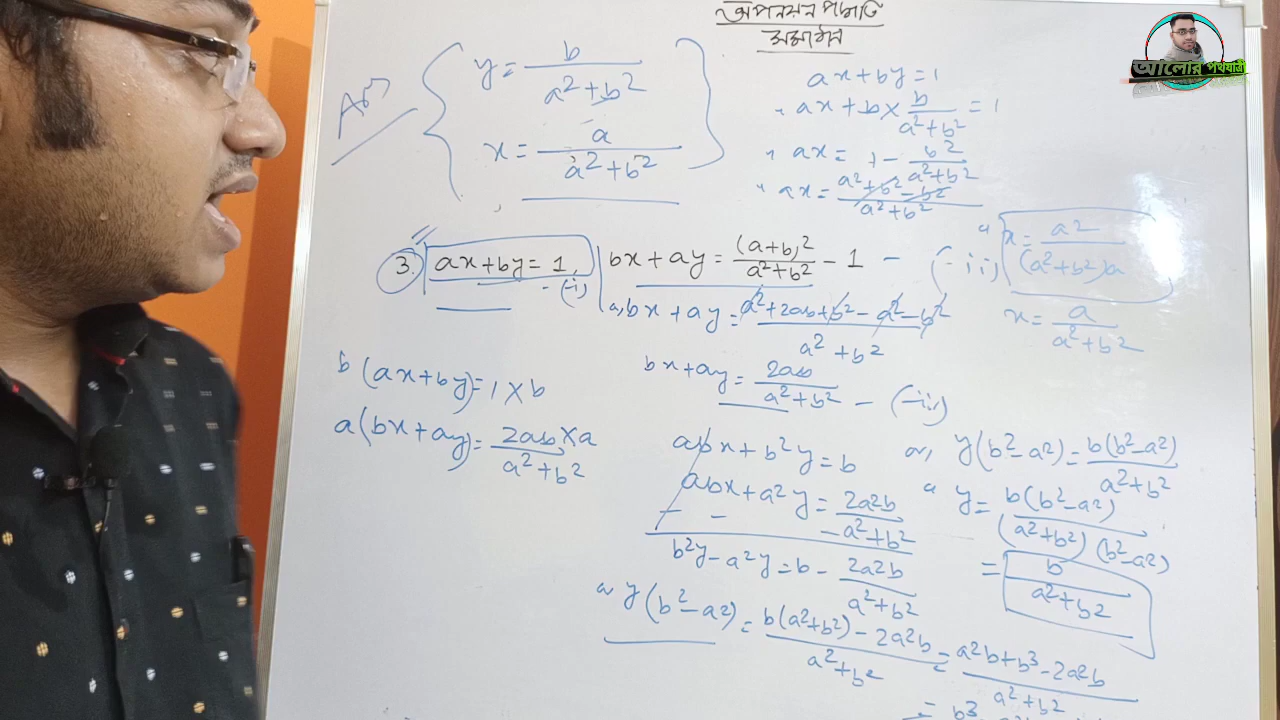 অপনয়ন পদ্ধতি
সমাধান
আলোর পথযাত্রী
Ans
y = b/(a²+b²)
x = a/(a²+b²)
ax+by=1
ax+b×b/(a²+b²)=1
ax = 1 - b²/(a²+b²)
ax = (a²+b²-b²)/(a²+b²)
x = a²/((a²+b²)a)
x = a/(a²+b²)
3. ax+by=1, -(i) bx+ay = (a+b)²/(a²+b²) - 1 - (ii)
bx+ay = (a²+2ab+b²-a²-b²)/(a²+b²)
bx+ay = 2ab/(a²+b²) - (iii)
b(ax+by)=1×b
a(bx+ay) = 2ab×a/(a²+b²)
abx+b²y=b
abx+a²y = 2a²b/(a²+b²)
- - -
b²y-a²y = b - 2a²b/(a²+b²)
y(b²-a²) = (b(a²+b²)-2a²b)/(a²+b²) = (a²b+b³-2a²b)/(a²+b²)
or, y(b²-a²) = b(b²-a²)/(a²+b²)
y = b(b²-a²)/((a²+b²)(b²-a²))
= b/(a²+b²)